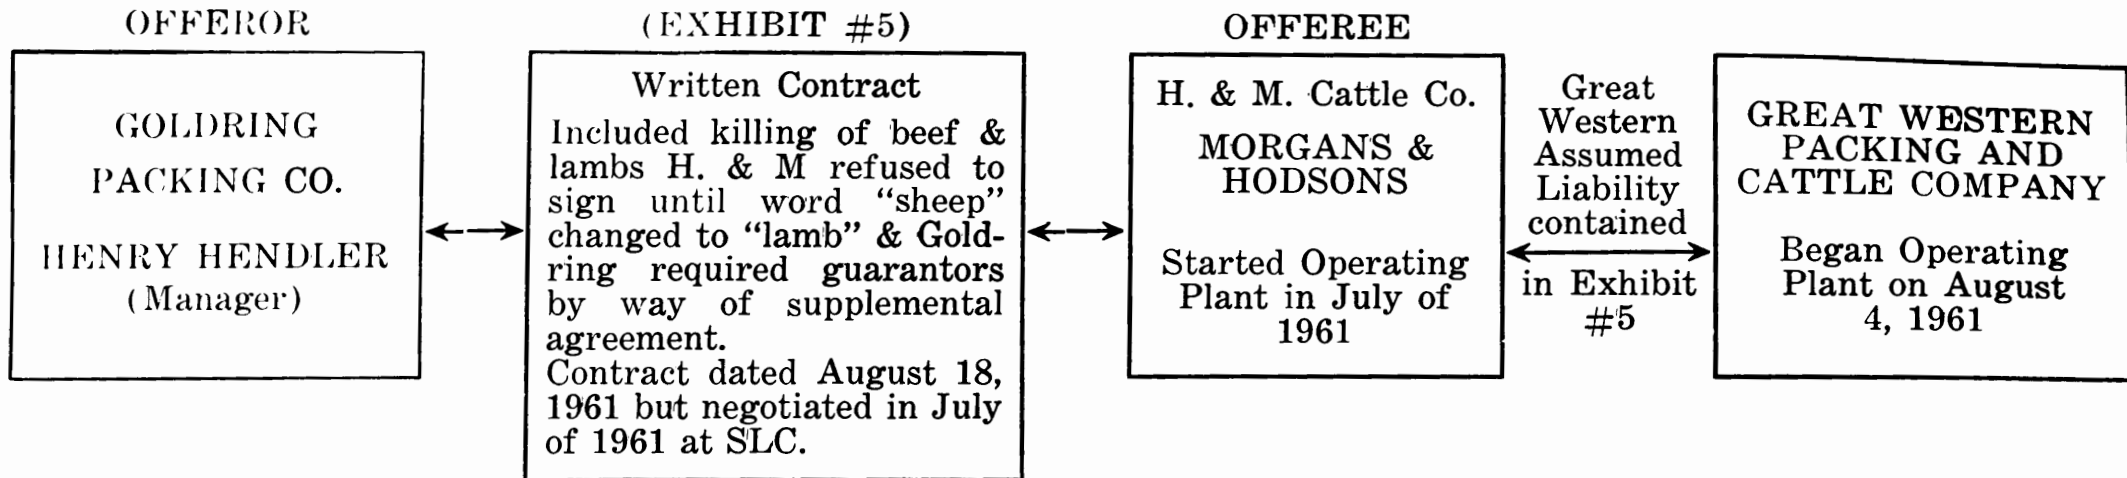 OFFEROR
GOLDRING
PACKING CO.
HENRY HENDLER
(Manager)
(EXHIBIT #5)
Written Contract
Included killing of beef &
lambs H. & M refused to
sign until word “sheep”
changed to “lamb” & Gold-
ring required guarantors
by way of supplemental
agreement.
Contract dated August 18,
1961 but negotiated in July
of 1961 at SLC.
OFFEREE
H. & M. Cattle Co.
MORGANS &
HODSONS
Started Operating
Plant in July of
1961
Great
Western
Assumed
Liability
contained
in Exhibit
#5
GREAT WESTERN
PACKING AND
CATTLE COMPANY
Began Operating
Plant on August
4, 1961